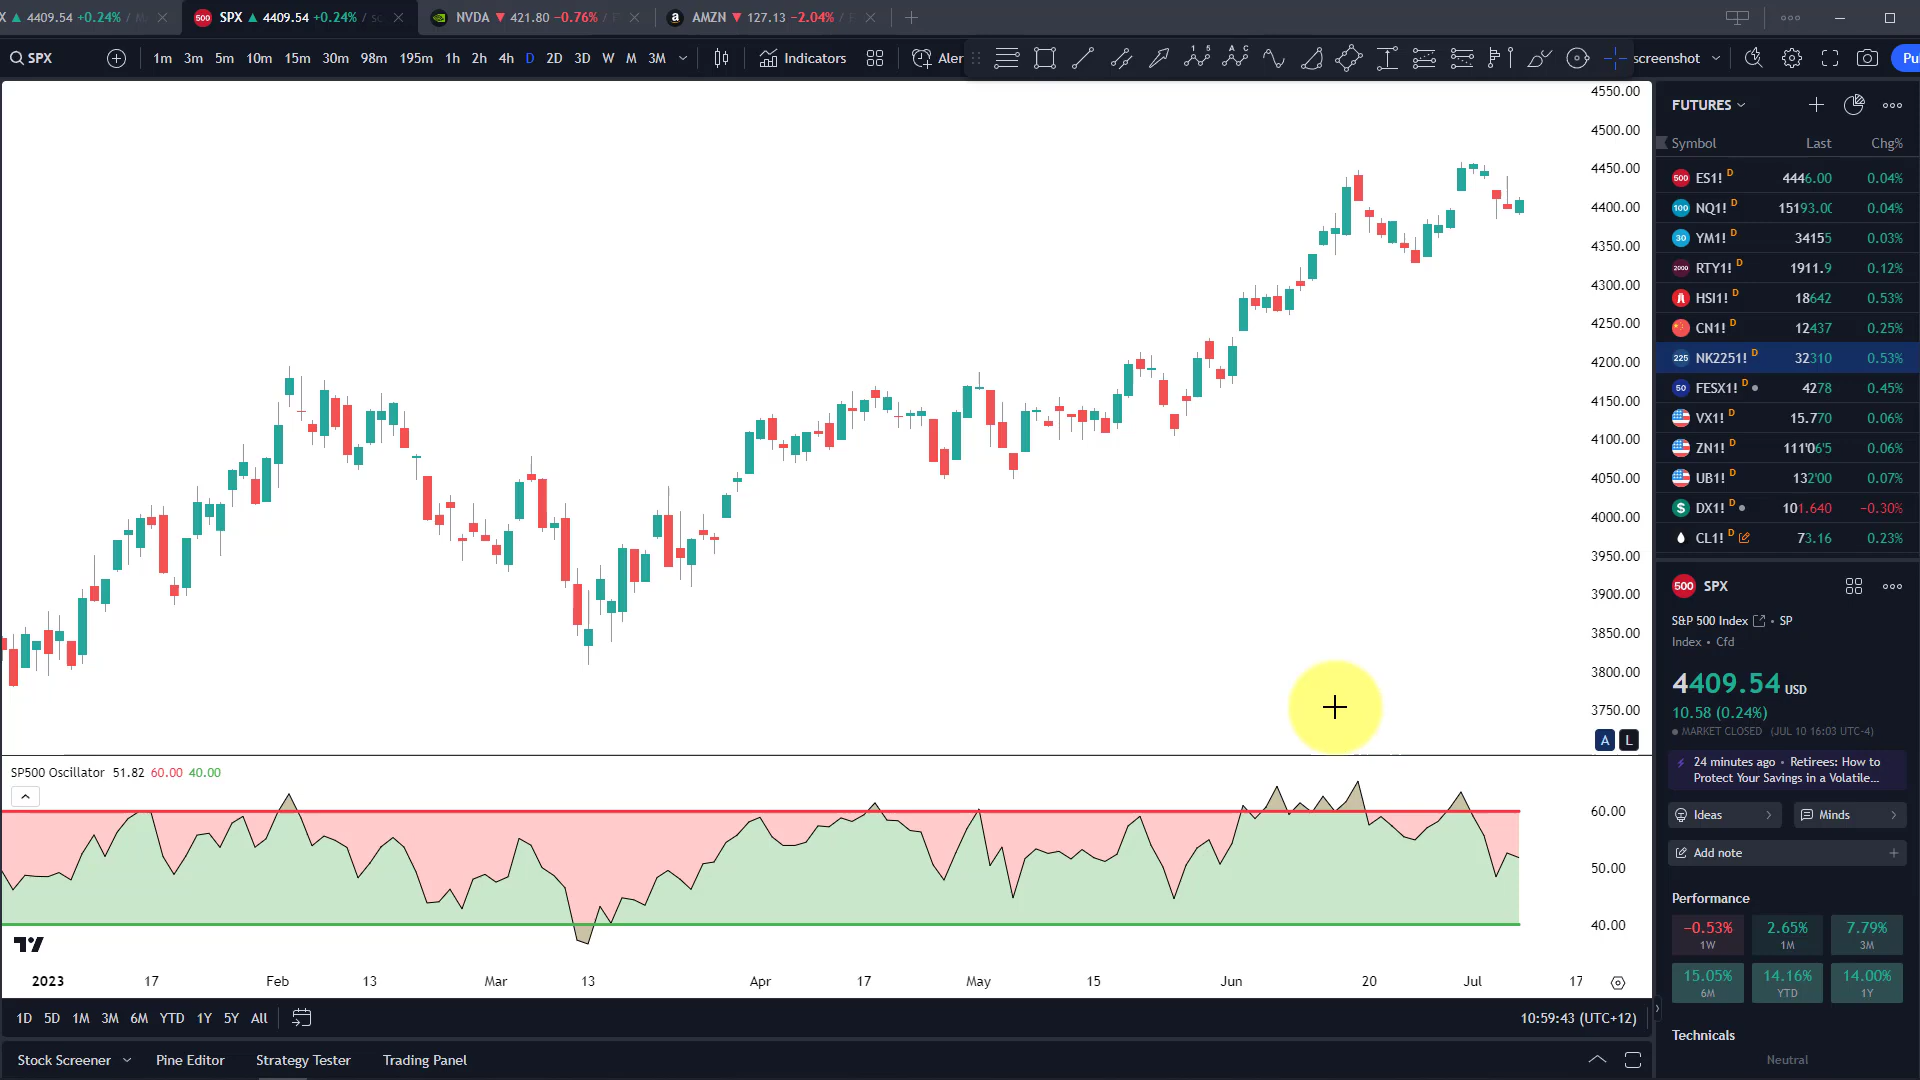 X 4409.54 +0.24% /
500 SPX 4409.54 +0.24% /
NVDA 421.80 −0.76% /
AMZN 127.13 −2.04% /
SPX 1m 3m 5m 10m 15m 30m 98m 195m 1h 2h 4h D 2D 3D W M 3M Indicators Aler screenshot Pu
4550.00
4500.00
4450.00
4400.00
4350.00
4300.00
4250.00
4200.00
4150.00
4100.00
4050.00
4000.00
3950.00
3900.00
3850.00
3800.00
3750.00
A L
SP500 Oscillator 51.82 60.00 40.00
60.00
50.00
40.00
2023 17 Feb 13 Mar 13 Apr 17 May 15 Jun 20 Jul 17
1D 5D 1M 3M 6M YTD 1Y 5Y All 10:59:43 (UTC+12)
Stock Screener Pine Editor Strategy Tester Trading Panel
FUTURES
Symbol Last Chg%
500 ES1! D 4446.00 0.04%
100 NQ1! D 15193.00 0.04%
30 YM1! D 34155 0.03%
2000 RTY1! D 1911.9 0.12%
HSI1! D 18642 0.53%
CN1! D 12437 0.25%
225 NK2251! D 32310 0.53%
50 FESX1! D 4278 0.45%
VX1! D 15.770 0.06%
ZN1! D 111'06'5 0.06%
UB1! D 132'00 0.07%
$ DX1! D 101.640 −0.30%
CL1! D 73.16 0.23%
500 SPX
S&P 500 Index • SP
Index • Cfd
4409.54 USD
10.58 (0.24%)
MARKET CLOSED (JUL 10 16:03 UTC-4)
24 minutes ago • Retirees: How to
Protect Your Savings in a Volatile...
Ideas Minds
Add note
Performance
−0.53% 2.65% 7.79%
1W 1M 3M
15.05% 14.16% 14.00%
6M YTD 1Y
Technicals
Neutral